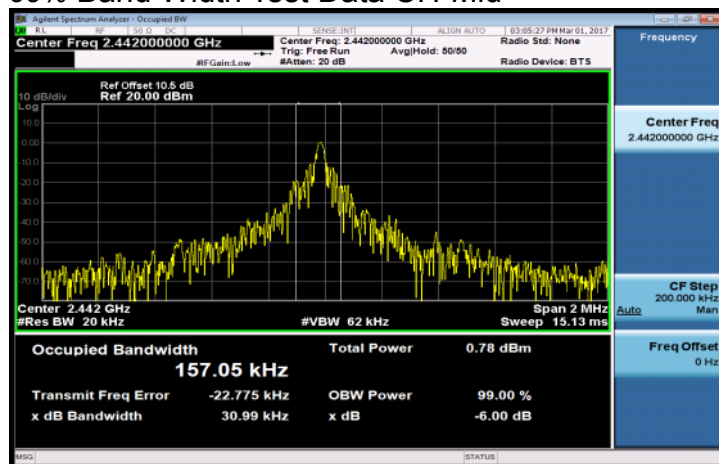 Agilent Spectrum Analyzer - Occupied BW
RL RF 50 Ω DC SENSE:INT ALIGN AUTO 03:05:27 PM Mar 01, 2017
Center Freq 2.442000000 GHz Center Freq: 2.442000000 GHz Radio Std: None Frequency
Trig: Free Run Avg|Hold: 50/50
#IFGain:Low #Atten: 20 dB Radio Device: BTS
Ref Offset 10.5 dB
10 dB/div Ref 20.00 dBm
Log
10.0
0.00
-10.0
-20.0
-30.0
-40.0
-50.0
-60.0
-70.0
Center Freq
2.442000000 GHz
Center 2.442 GHz Span 2 MHz
#Res BW 20 kHz #VBW 62 kHz Sweep 15.13 ms
CF Step
200.000 kHz
Auto Man
Occupied Bandwidth Total Power 0.78 dBm
157.05 kHz
Transmit Freq Error -22.775 kHz OBW Power 99.00 %
x dB Bandwidth 30.99 kHz x dB -6.00 dB
Freq Offset
0 Hz
MSG STATUS